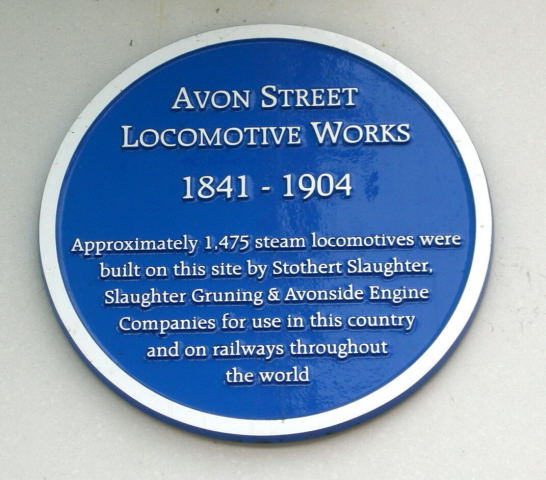 AVON STREET
LOCOMOTIVE WORKS
1841 - 1904
Approximately 1,475 steam locomotives were
built on this site by Stothert Slaughter,
Slaughter Gruning & Avonside Engine
Companies for use in this country
and on railways throughout
the world